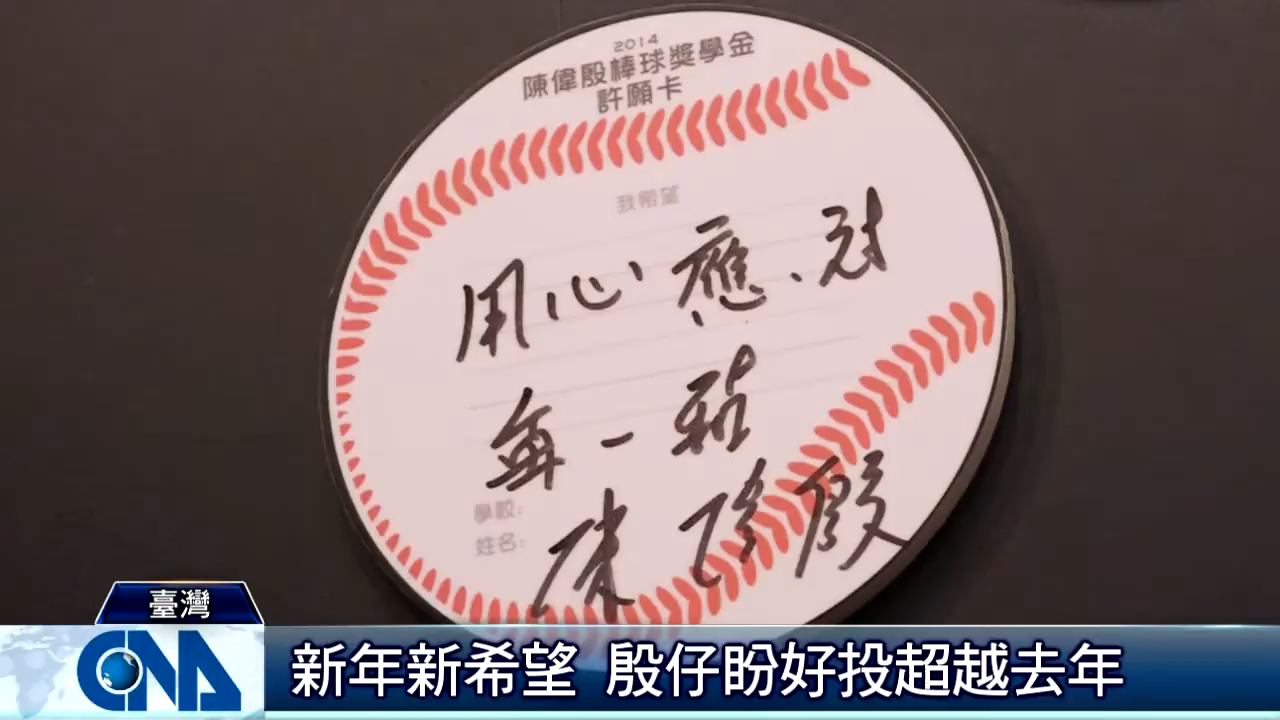 2014
陳偉殷棒球獎學金
許願卡
我希望
用心應對
每一球
學校:
姓名: 陳偉殷
臺灣
CNA
新年新希望 殷仔盼好投超越去年